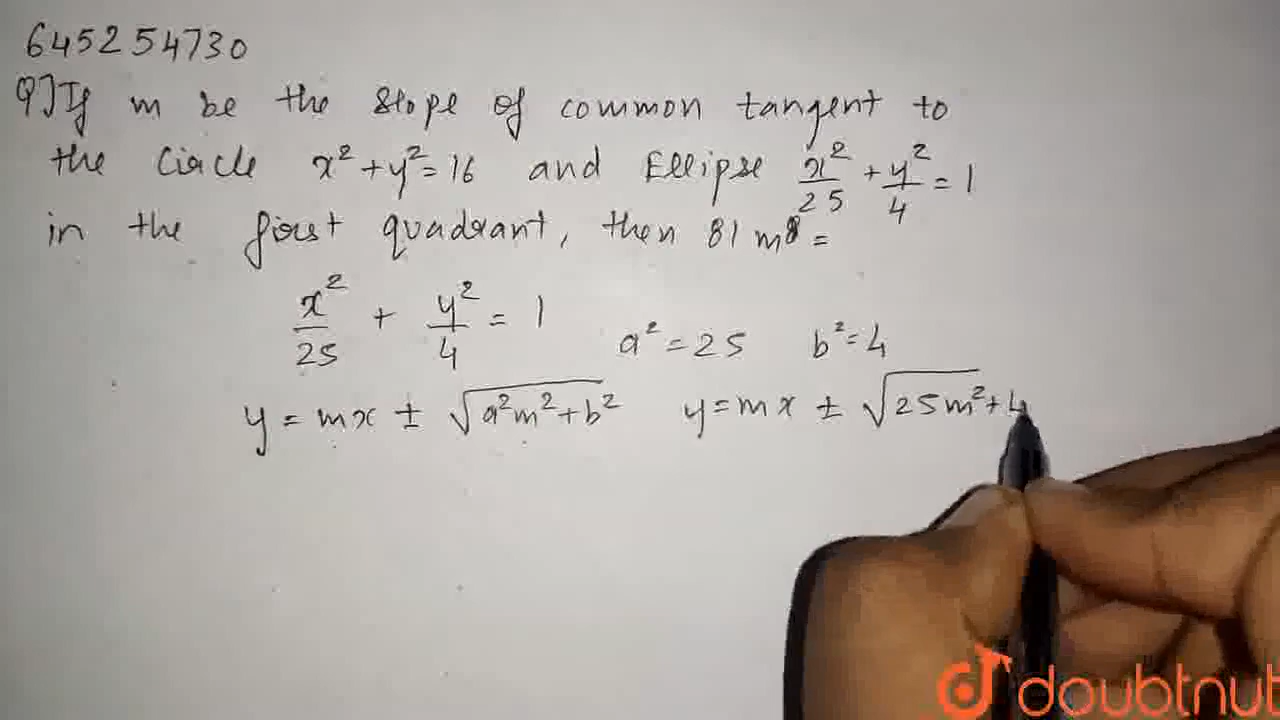 645254730
Q] If m be the slope of common tangent to
the circle x²+y²=16 and Ellipse x²/25 + y²/4 = 1
in the first quadrant, then 81 m⁸ =
x²/25 + y²/4 = 1
a²=25 b²=4
y = mx ± √(a²m²+b²) y=mx ± √(25m²+4
doubtnut